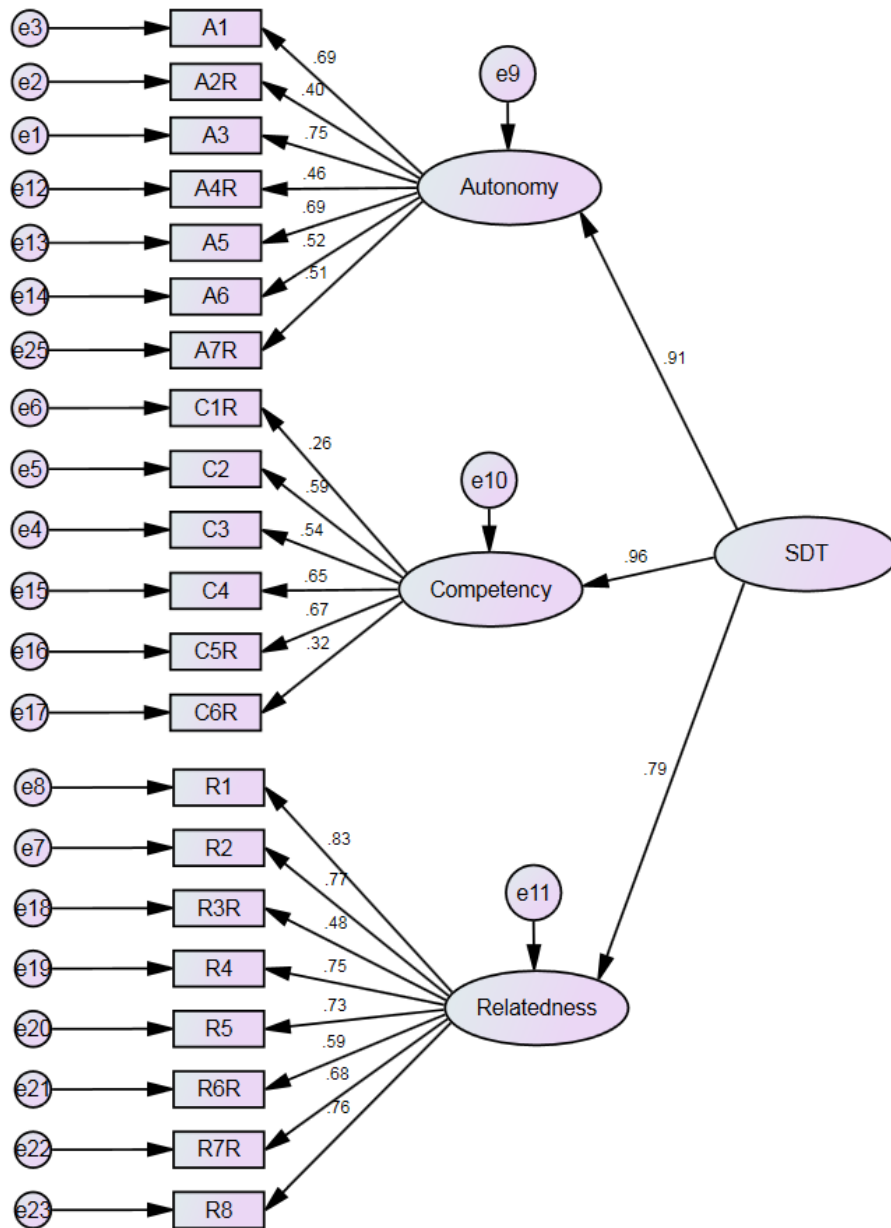 e3
A1
.69
e2
A2R
.40
e9
e1
A3
.75
e12
A4R
.46
Autonomy
e13
A5
.69
e14
A6
.52
e25
A7R
.51
.91
e6
C1R
.26
e5
C2
.59
e10
e4
C3
.54
.96
SDT
e15
C4
.65
Competency
e16
C5R
.67
e17
C6R
.32
.79
e8
R1
.83
e7
R2
.77
e11
e18
R3R
.48
e19
R4
.75
Relatedness
e20
R5
.73
e21
R6R
.59
e22
R7R
.68
e23
R8
.76